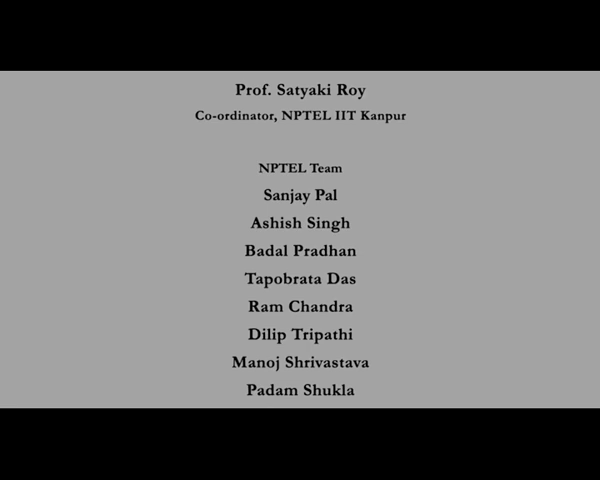 Prof. Satyaki Roy
Co-ordinator, NPTEL IIT Kanpur
NPTEL Team
Sanjay Pal
Ashish Singh
Badal Pradhan
Tapobrata Das
Ram Chandra
Dilip Tripathi
Manoj Shrivastava
Padam Shukla